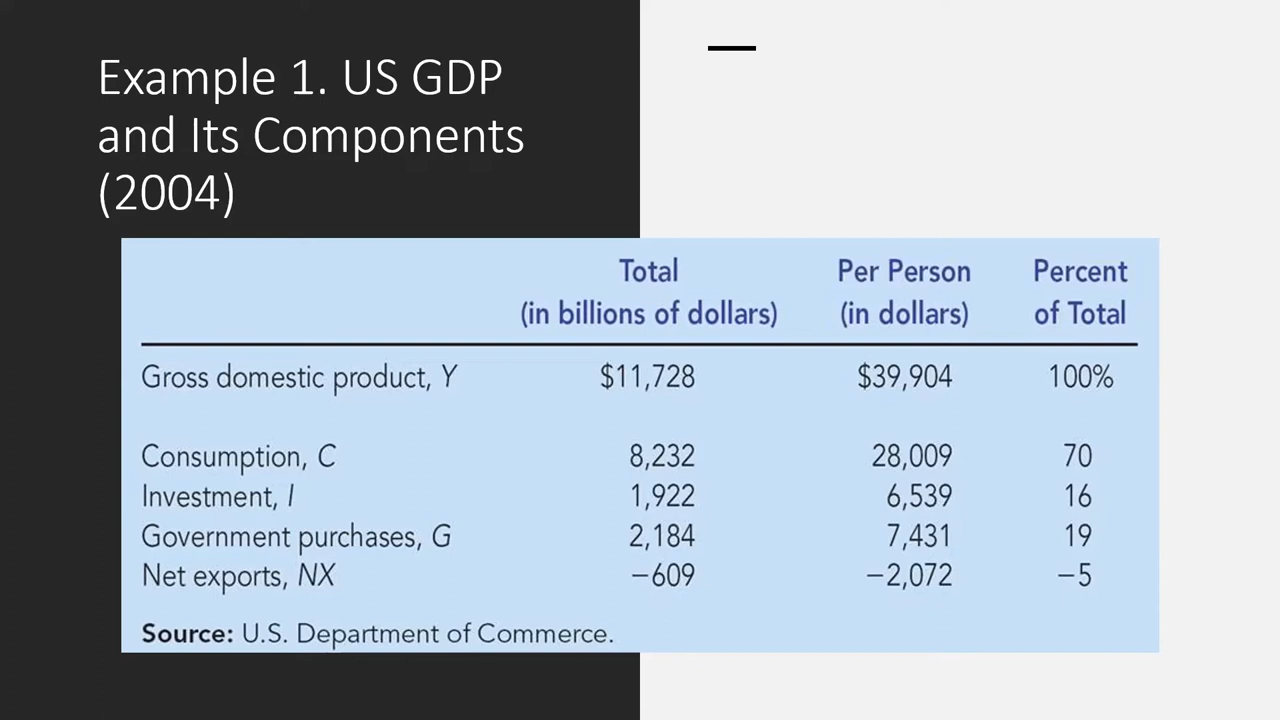 Example 1. US GDP
and Its Components
(2004)
Total Per Person Percent
(in billions of dollars) (in dollars) of Total
Gross domestic product, Y $11,728 $39,904 100%
Consumption, C 8,232 28,009 70
Investment, I 1,922 6,539 16
Government purchases, G 2,184 7,431 19
Net exports, NX −609 −2,072 −5
Source: U.S. Department of Commerce.